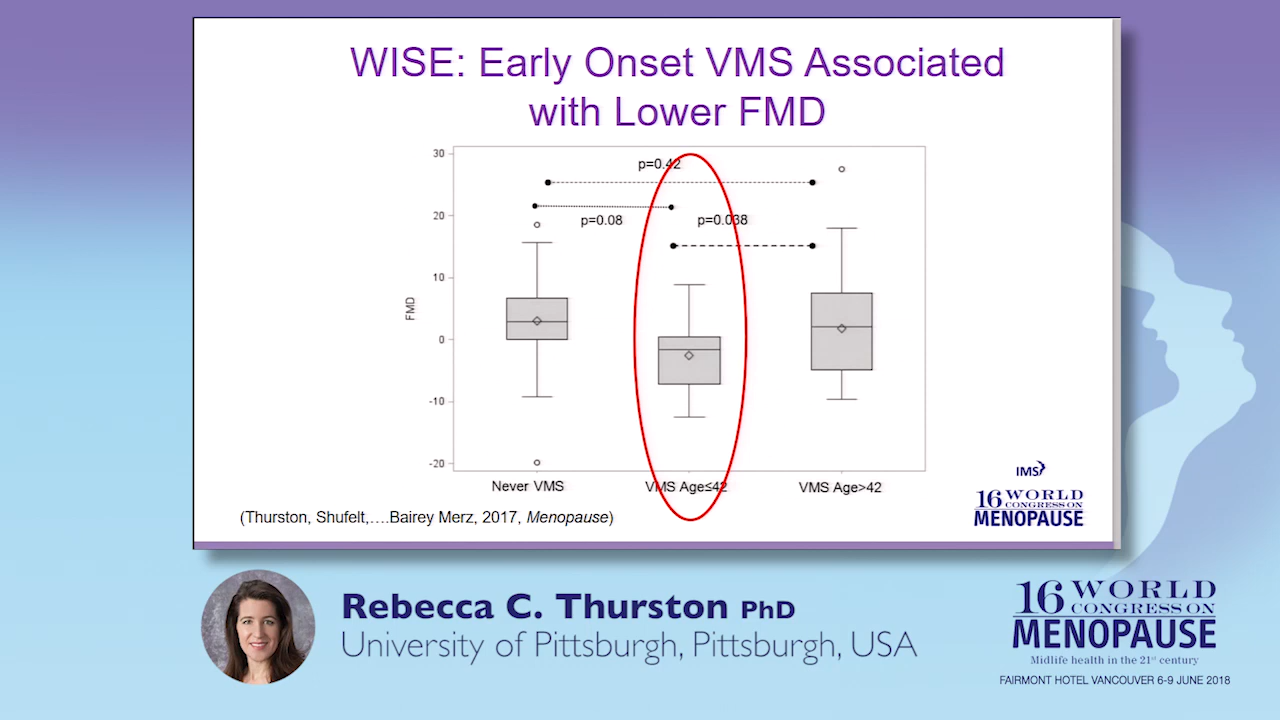 WISE: Early Onset VMS Associated
with Lower FMD
30
20
10
0
-10
-20
FMD
p=0.42
p=0.08
p=0.038
Never VMS
VMS Age≤42
VMS Age>42
(Thurston, Shufelt,….Bairey Merz, 2017, Menopause)
IMS
16 WORLD
CONGRESS ON
MENOPAUSE
Rebecca C. Thurston PhD
University of Pittsburgh, Pittsburgh, USA
16 WORLD
CONGRESS ON
MENOPAUSE
Midlife health in the 21st century
FAIRMONT HOTEL VANCOUVER 6-9 JUNE 2018